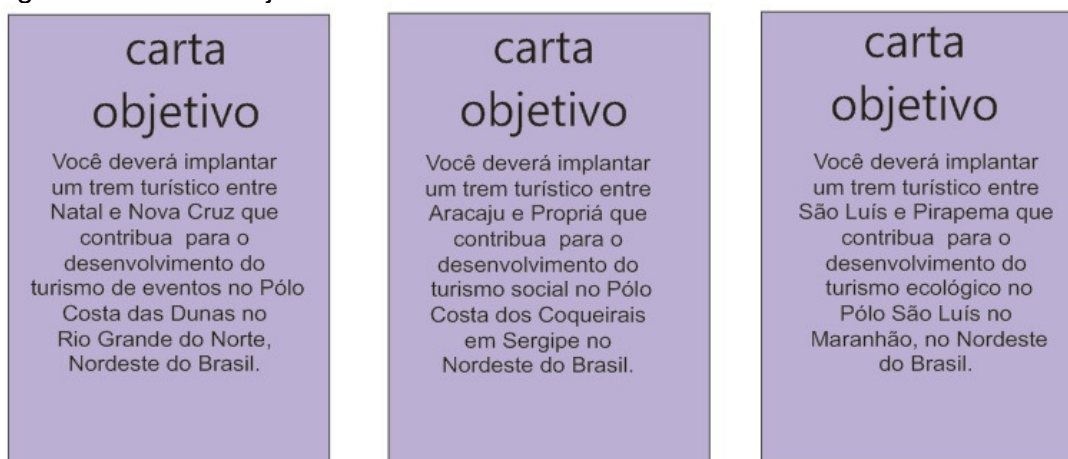 carta
objetivo
Você deverá implantar
um trem turístico entre
Natal e Nova Cruz que
contribua para o
desenvolvimento do
turismo de eventos no Pólo
Costa das Dunas no
Rio Grande do Norte,
Nordeste do Brasil.
carta
objetivo
Você deverá implantar
um trem turístico entre
Aracaju e Propriá que
contribua para o
desenvolvimento do
turismo social no Pólo
Costa dos Coqueirais
em Sergipe no
Nordeste do Brasil.
carta
objetivo
Você deverá implantar
um trem turístico entre
São Luís e Pirapema que
contribua para o
desenvolvimento do
turismo ecológico no
Pólo São Luís no
Maranhão, no Nordeste
do Brasil.